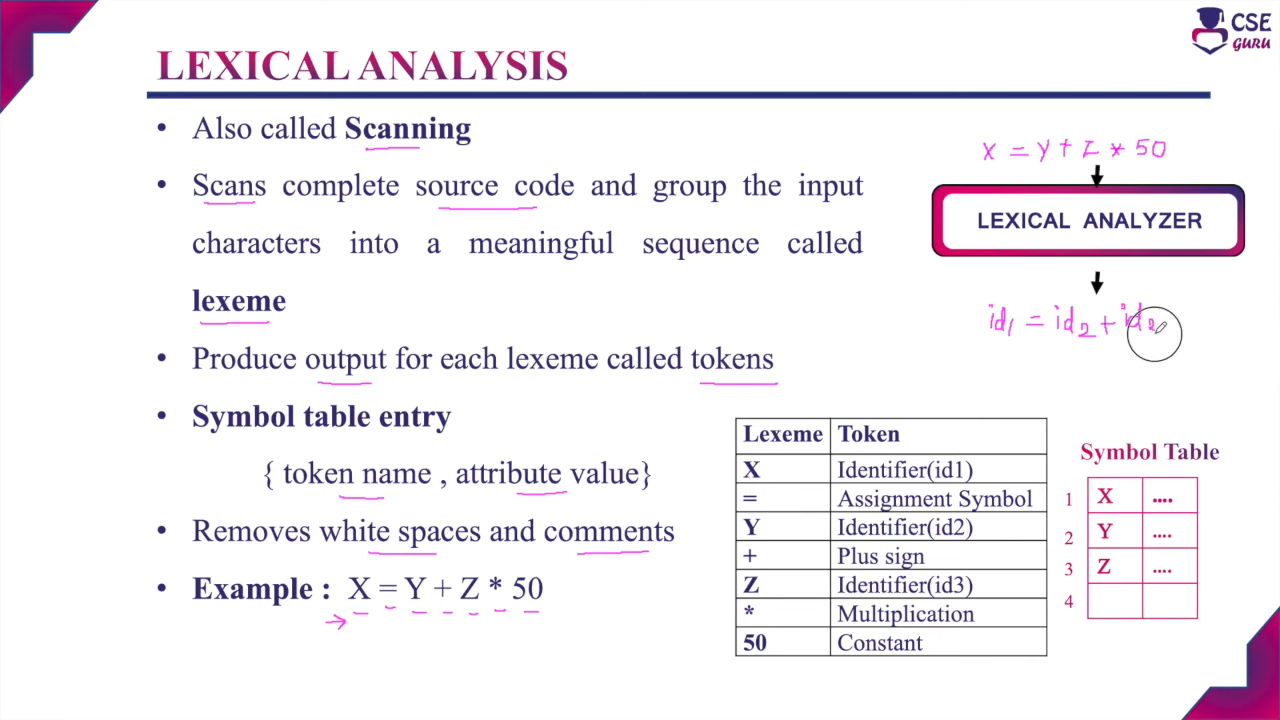 CSE
GURU
LEXICAL ANALYSIS
• Also called Scanning
• Scans complete source code and group the input
characters into a meaningful sequence called
lexeme
• Produce output for each lexeme called tokens
• Symbol table entry
{ token name , attribute value}
• Removes white spaces and comments
• Example : X = Y + Z * 50
X = Y + Z * 50
LEXICAL ANALYZER
id1 = id2 + id
Lexeme Token
X Identifier(id1)
= Assignment Symbol
Y Identifier(id2)
+ Plus sign
Z Identifier(id3)
* Multiplication
50 Constant
Symbol Table
1 X ....
2 Y ....
3 Z ....
4